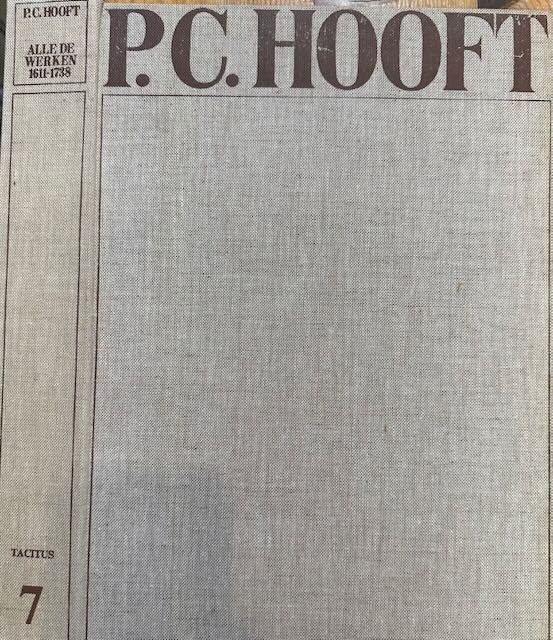 P.C. HOOFT
ALLE DE
WERKEN
1611-1738
TACITUS
7
P.C.HOOFT